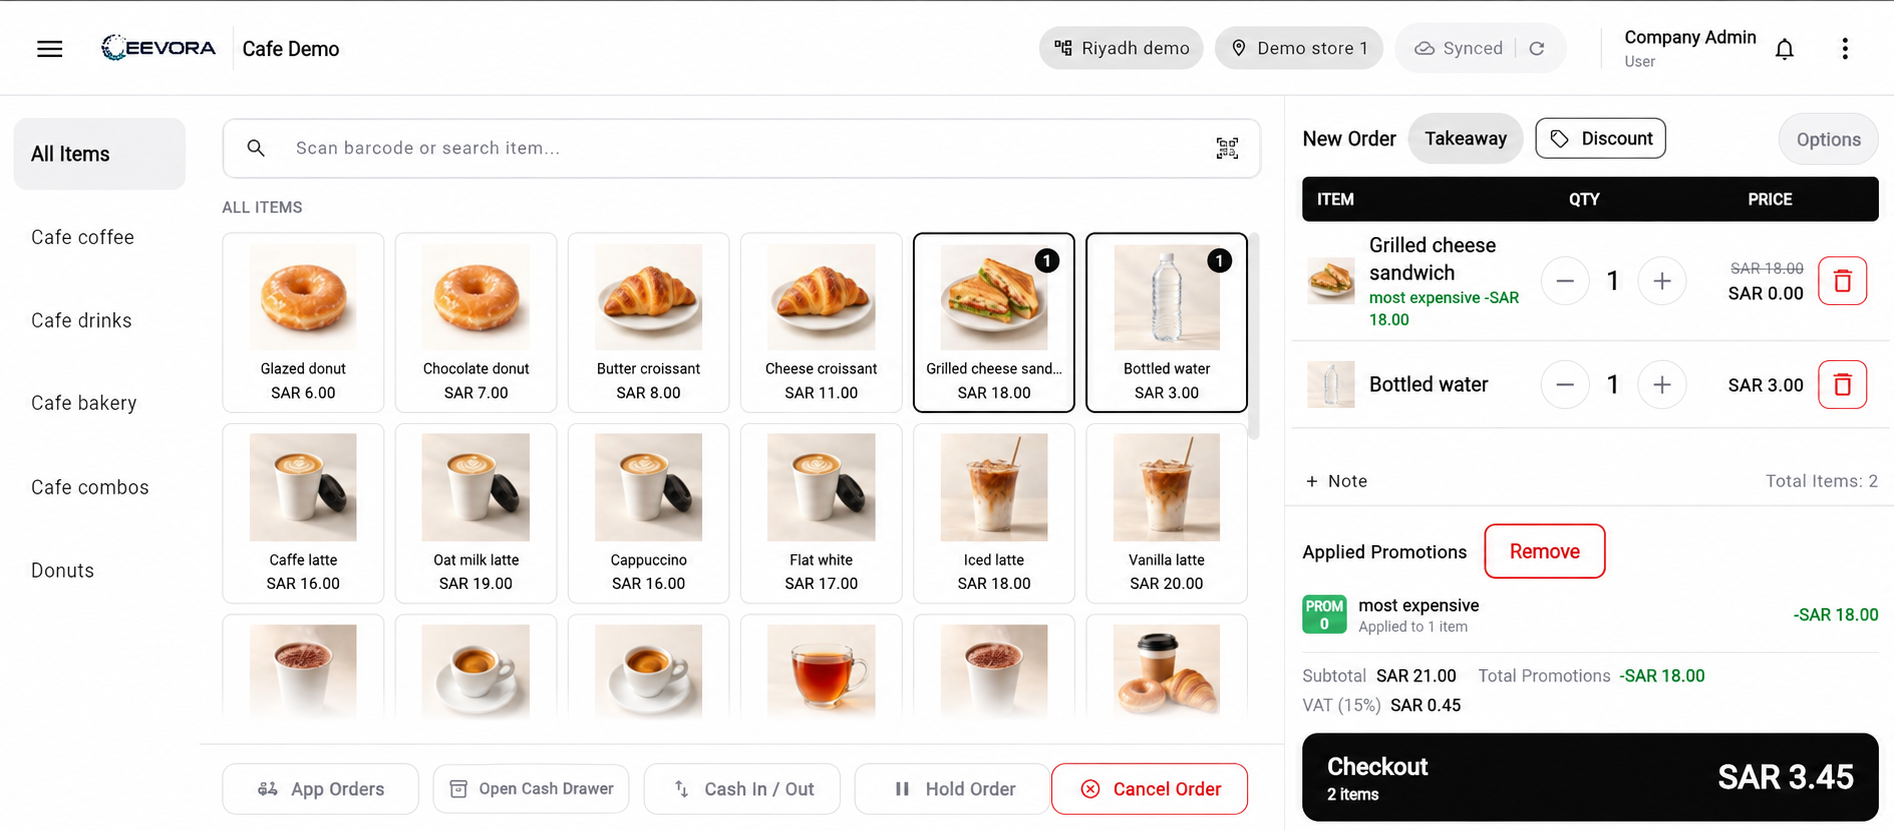 CEEVORA
Cafe Demo
Riyadh demo
Demo store 1
Synced
Company Admin
User
All Items
Cafe coffee
Cafe drinks
Cafe bakery
Cafe combos
Donuts
Scan barcode or search item...
ALL ITEMS
Glazed donut
SAR 6.00
Chocolate donut
SAR 7.00
Butter croissant
SAR 8.00
Cheese croissant
SAR 11.00
1
Grilled cheese sand...
SAR 18.00
1
Bottled water
SAR 3.00
Caffe latte
SAR 16.00
Oat milk latte
SAR 19.00
Cappuccino
SAR 16.00
Flat white
SAR 17.00
Iced latte
SAR 18.00
Vanilla latte
SAR 20.00
App Orders
Open Cash Drawer
Cash In / Out
Hold Order
Cancel Order
New Order
Takeaway
Discount
Options
ITEM QTY PRICE
Grilled cheese
sandwich
most expensive -SAR
18.00
1
SAR 18.00
SAR 0.00
Bottled water
1
SAR 3.00
+ Note
Total Items: 2
Applied Promotions
Remove
PROM
0
most expensive
Applied to 1 item
-SAR 18.00
Subtotal SAR 21.00 Total Promotions -SAR 18.00
VAT (15%) SAR 0.45
Checkout
2 items
SAR 3.45